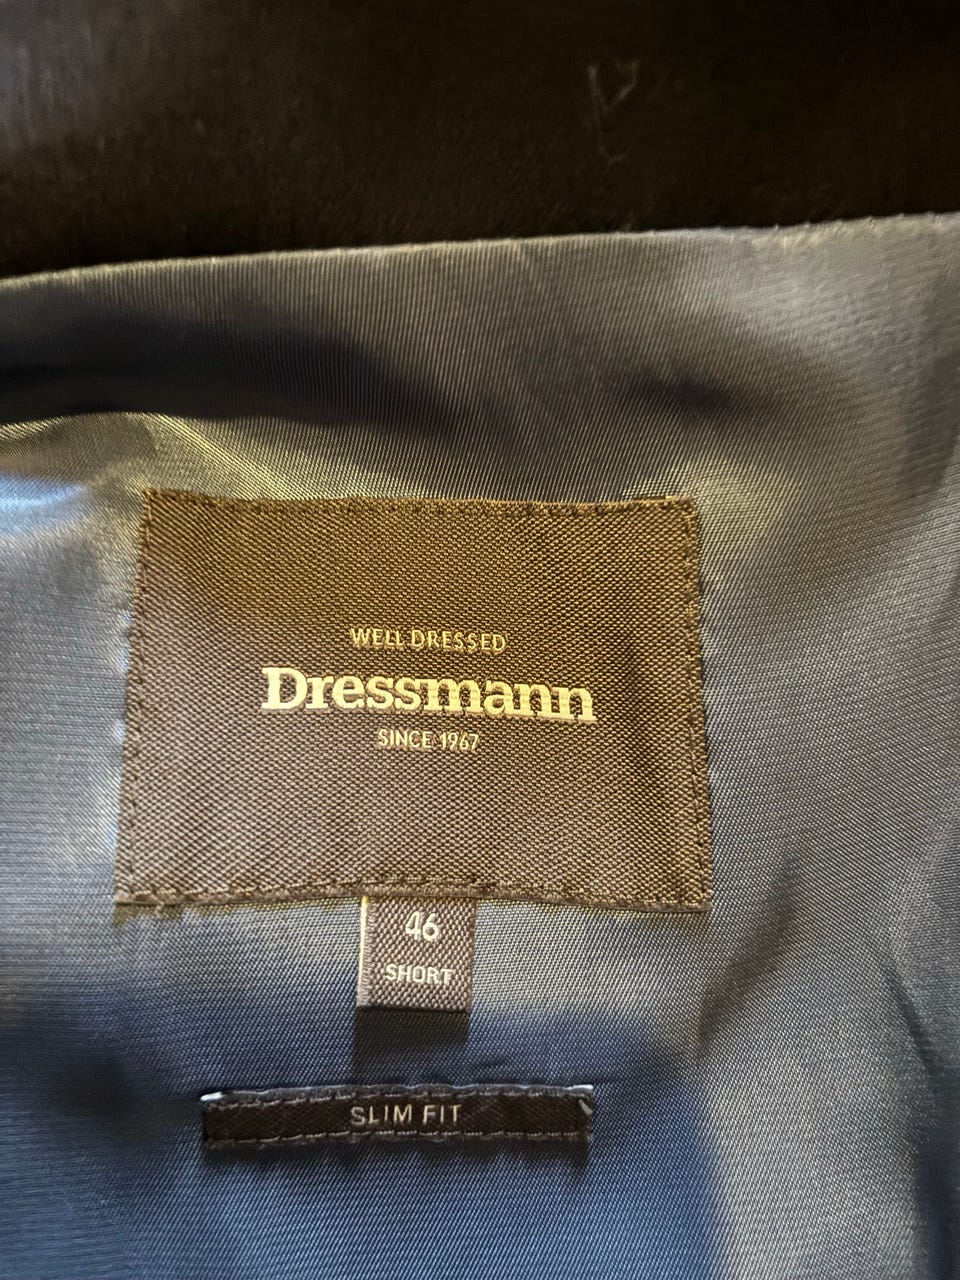 WELL DRESSED
Dressmann
SINCE 1967
46
SHORT
SLIM FIT